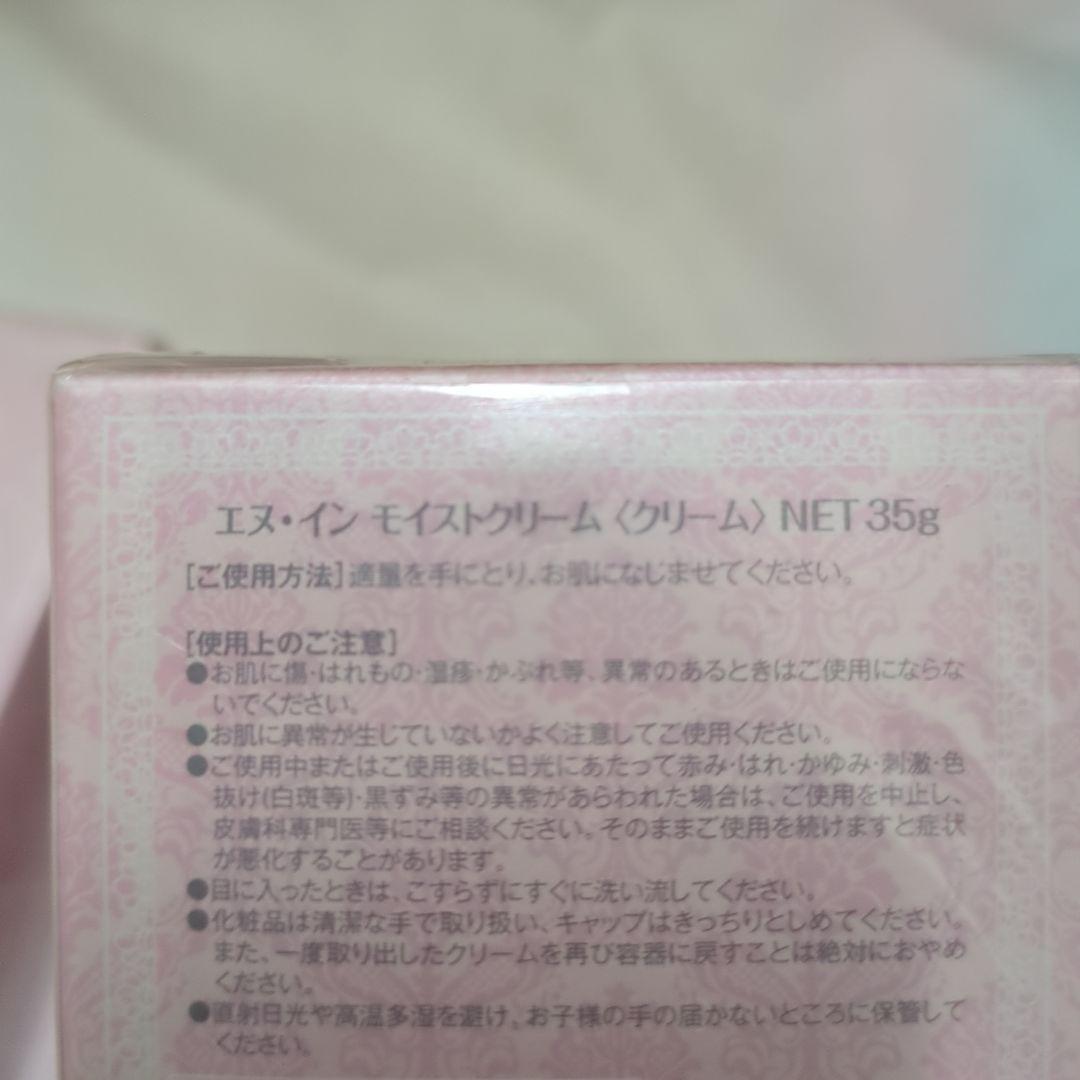 エヌ・イン モイストクリーム〈クリーム〉NET 35g
[ご使用方法]適量を手にとり、お肌になじませてください。
[使用上のご注意]
●お肌に傷・はれもの・湿疹・かぶれ等、異常のあるときはご使用にならな
いでください。
●お肌に異常が生じていないかよく注意してご使用ください。
●ご使用中またはご使用後に日光にあたって赤み・はれ・かゆみ・刺激・色
抜け(白斑等)・黒ずみ等の異常があらわれた場合は、ご使用を中止し、
皮膚科専門医等にご相談ください。そのままご使用を続けますと症状
が悪化することがあります。
●目に入ったときは、こすらずにすぐに洗い流してください。
●化粧品は清潔な手で取り扱い、キャップはきっちりとしめてください。
また、一度取り出したクリームを再び容器に戻すことは絶対におやめ
ください。
●直射日光や高温多湿を避け、お子様の手の届かないところに保管して
ください。